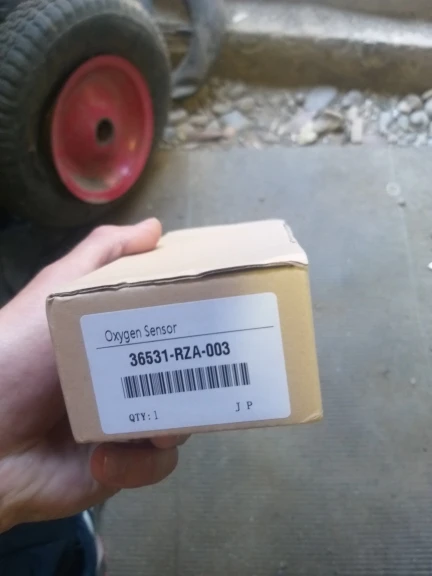 Oxygen Sensor
36531-RZA-003
QTY: 1 J P